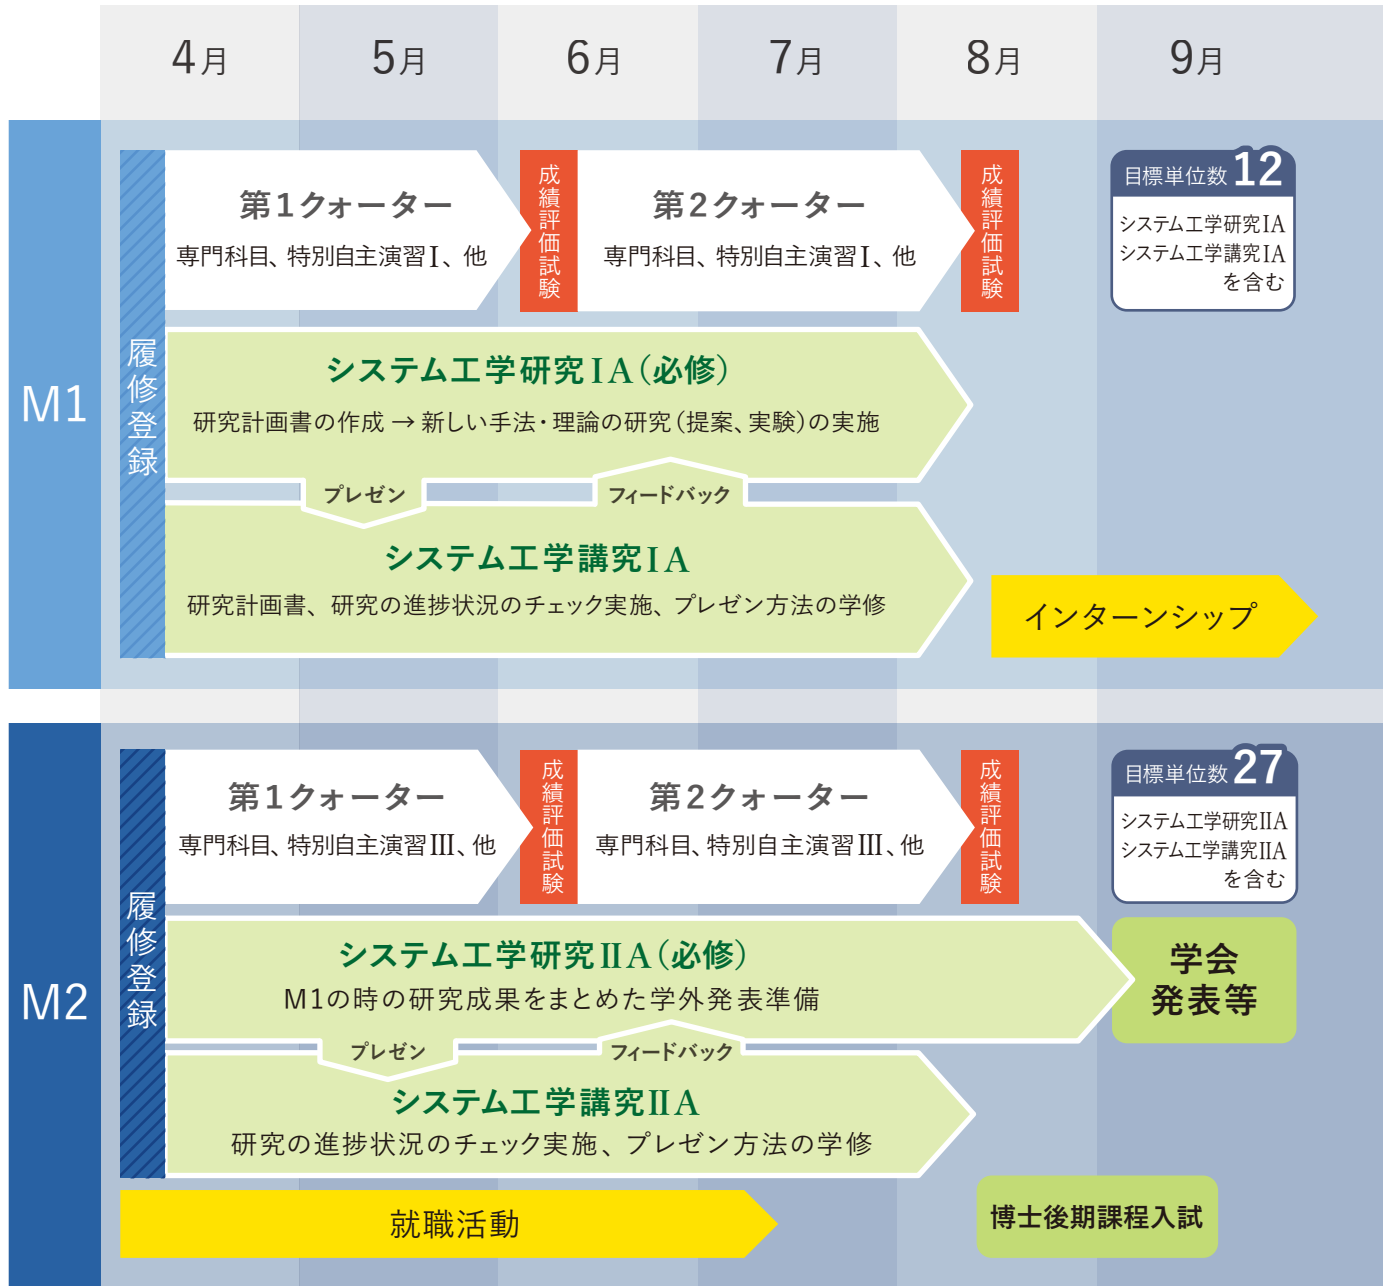 4月 5月 6月 7月 8月 9月
M1
履修登録
第1クォーター
専門科目、特別自主演習Ⅰ、他
成績評価試験
第2クォーター
専門科目、特別自主演習Ⅰ、他
成績評価試験
目標単位数 12
システム工学研究ⅠA
システム工学講究ⅠA
を含む
システム工学研究ⅠA（必修）
研究計画書の作成 → 新しい手法・理論の研究（提案、実験）の実施
プレゼン
フィードバック
システム工学講究ⅠA
研究計画書、研究の進捗状況のチェック実施、プレゼン方法の学修
インターンシップ
M2
履修登録
第1クォーター
専門科目、特別自主演習Ⅲ、他
成績評価試験
第2クォーター
専門科目、特別自主演習Ⅲ、他
成績評価試験
目標単位数 27
システム工学研究ⅡA
システム工学講究ⅡA
を含む
システム工学研究ⅡA（必修）
M1の時の研究成果をまとめた学外発表準備
学会
発表等
プレゼン
フィードバック
システム工学講究ⅡA
研究の進捗状況のチェック実施、プレゼン方法の学修
就職活動
博士後期課程入試